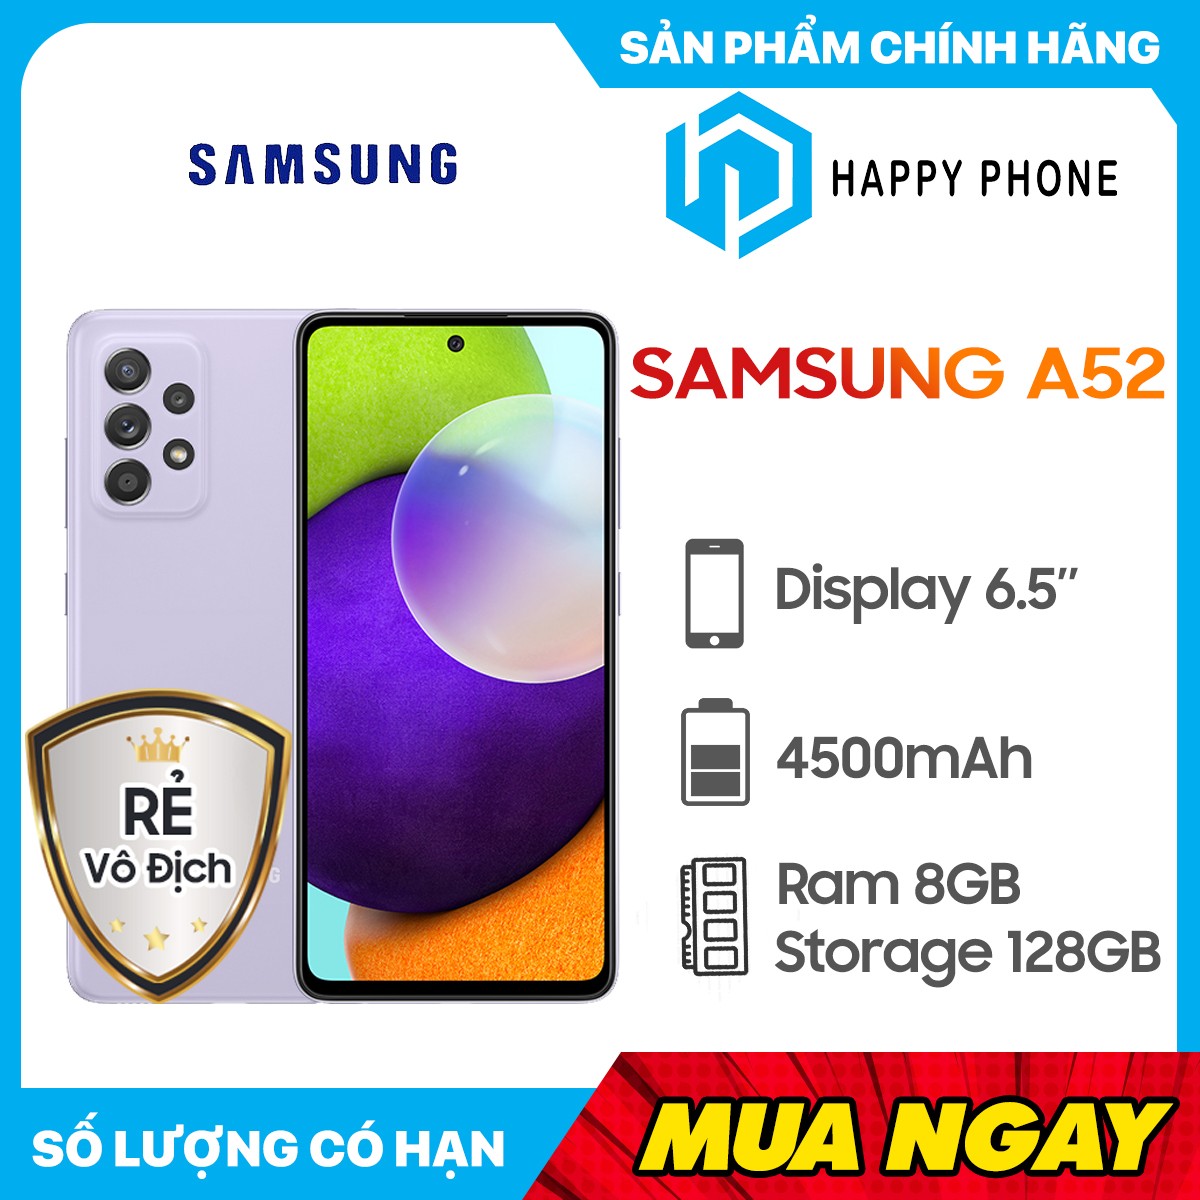 SẢN PHẨM CHÍNH HÃNG
SAMSUNG
HAPPY PHONE
SAMSUNG A52
Display 6.5″
4500mAh
Ram 8GB
Storage 128GB
RẺ
Vô Địch
G
SỐ LƯỢNG CÓ HẠN
MUA NGAY